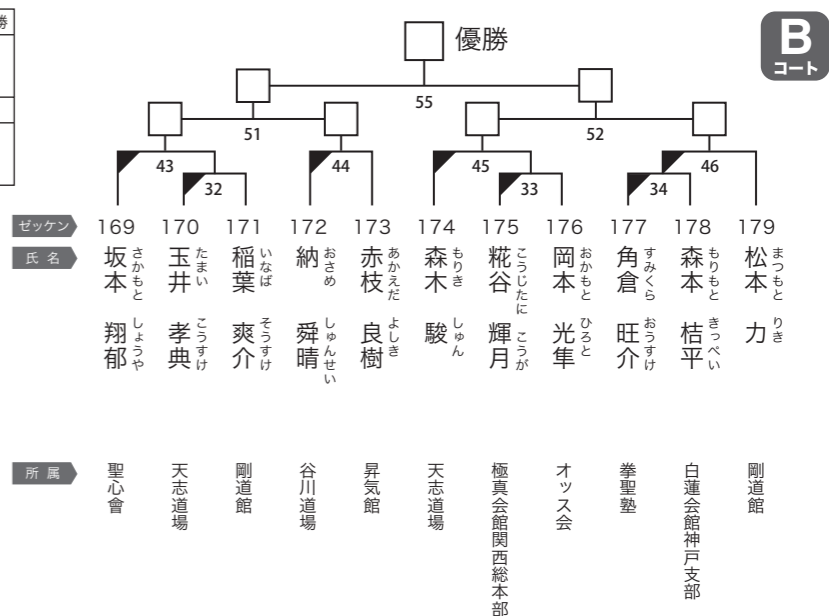 勝
優勝
B
コート
55
51
52
43
44
45
46
32
33
34
ゼッケン
169 170 171 172 173 174 175 176 177 178 179
氏名
坂本 翔郁
さかもと しょうや
玉井 孝典
たまい こうすけ
稲葉 爽介
いなば そうすけ
納 舜晴
おさめ しゅんせい
赤枝 良樹
あかえだ よしき
森木 駿
もりき しゅん
糀谷 輝月
こうじたに こうが
岡本 光隼
おかもと ひろと
角倉 旺介
すみくら おうすけ
森本 桔平
もりもと きっぺい
松本 力
まつもと りき
所属
聖心會
天志道場
剛道館
谷川道場
昇気館
天志道場
極真会館関西総本部
オッス会
拳聖塾
白蓮会館神戸支部
剛道館